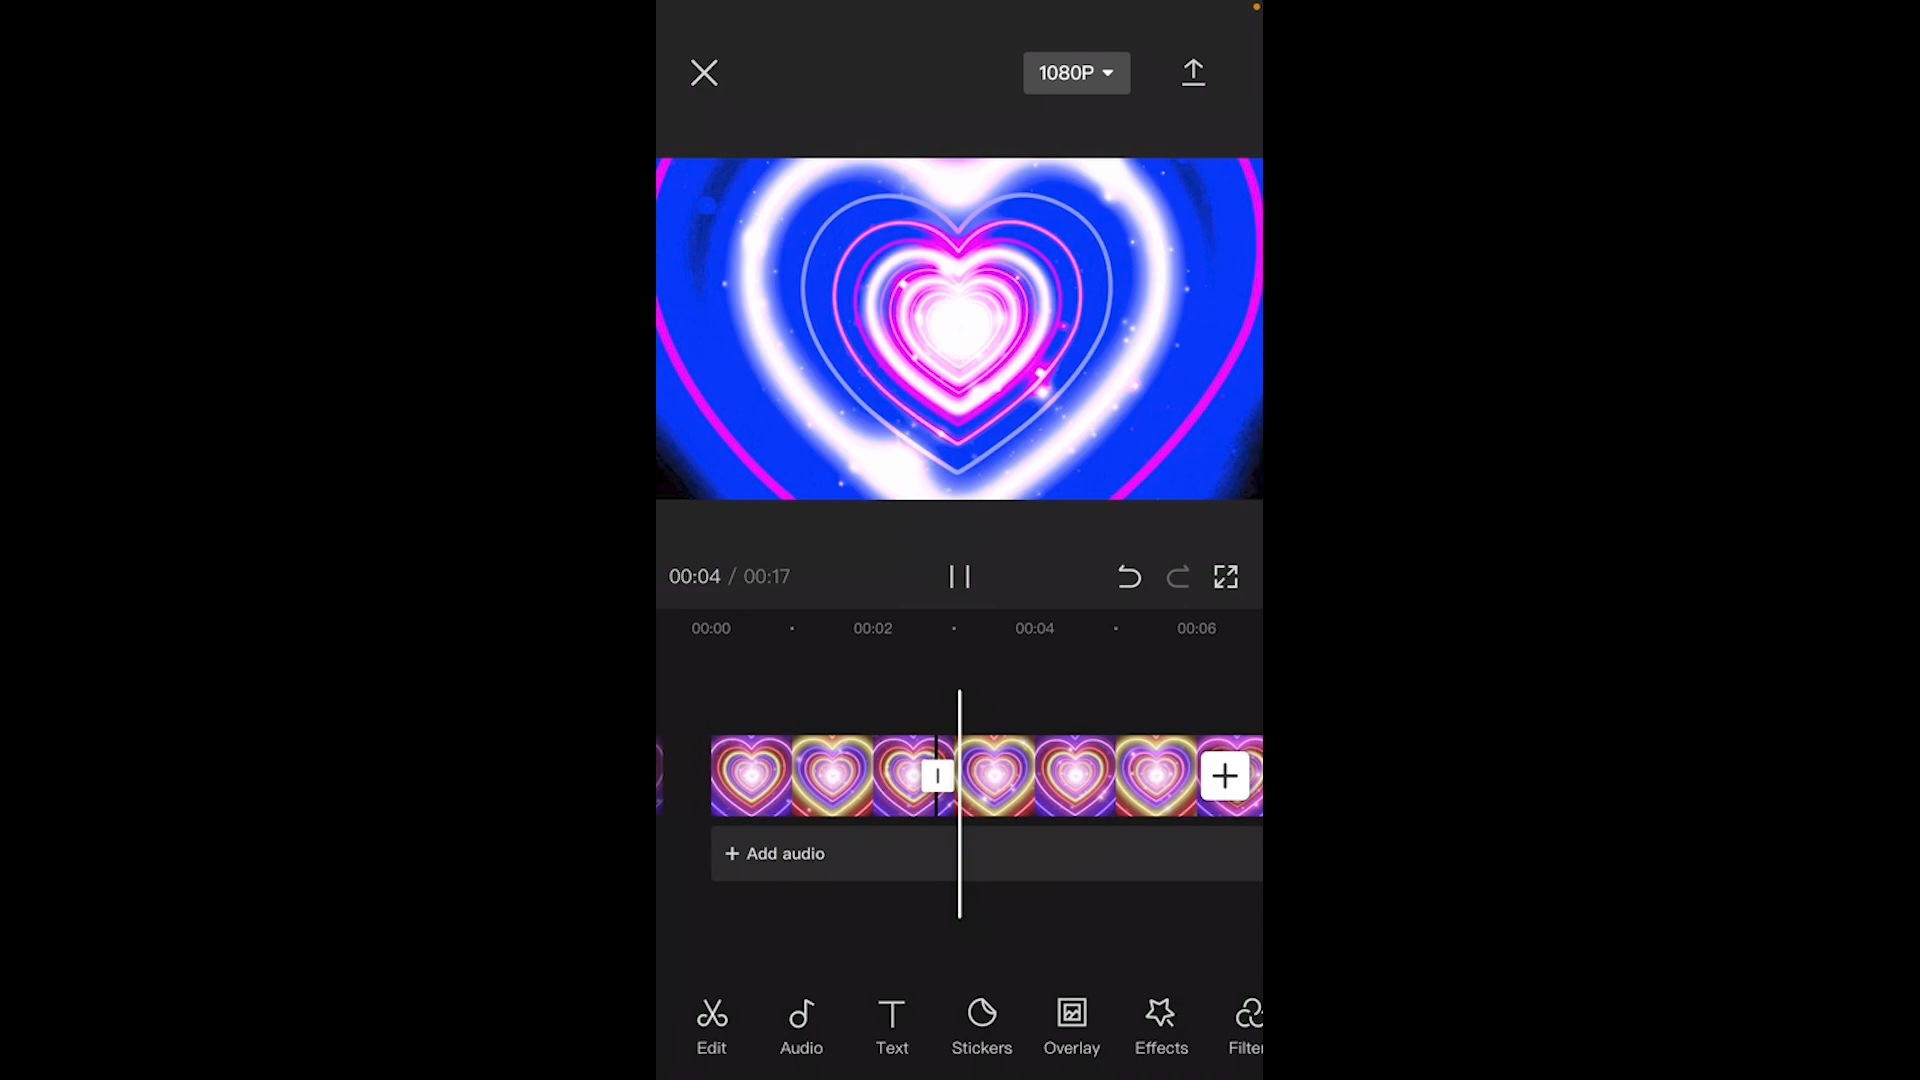 1080P
00:04 / 00:17
00:00 00:02 00:04 00:06
+ Add audio
Edit Audio Text Stickers Overlay Effects Filter